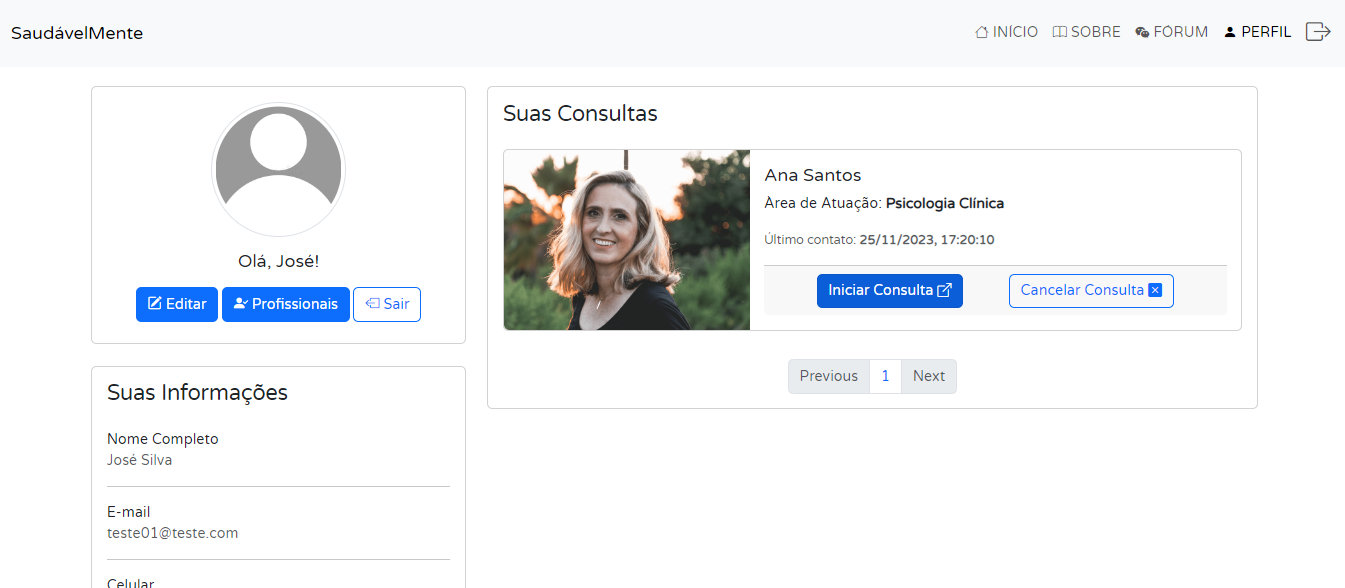 SaudávelMente
INÍCIO SOBRE FÓRUM PERFIL
Olá, José!
Editar Profissionais Sair
Suas Informações
Nome Completo
José Silva
E-mail
teste01@teste.com
Celular
Suas Consultas
Ana Santos
Área de Atuação: Psicologia Clínica
Último contato: 25/11/2023, 17:20:10
Iniciar Consulta Cancelar Consulta
Previous 1 Next